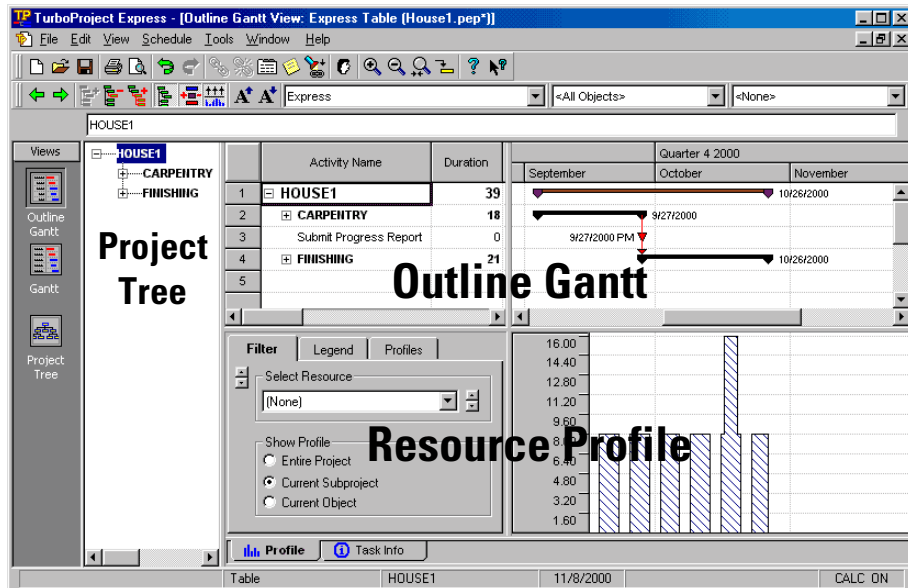 TurboProject Express - [Outline Gantt View: Express Table (House1.pep*)]
File Edit View Schedule Tools Window Help
Express <All Objects> <None>
HOUSE1
Views
Outline
Gantt
Gantt
Project
Tree
HOUSE1
CARPENTRY
FINISHING
Project
Tree
Activity Name Duration
Quarter 4 2000
September October November
1 HOUSE1 39 10/26/2000
2 CARPENTRY 18 9/27/2000
3 Submit Progress Report 0 9/27/2000 PM
4 FINISHING 21 10/26/2000
5
Outline Gantt
Filter Legend Profiles
Select Resource
(None)
Show Profile
Entire Project
Current Subproject
Current Object
16.00
14.40
12.80
11.20
9.60
8.00
6.40
4.80
3.20
1.60
Resource Profile
Profile Task Info
Table HOUSE1 11/8/2000 CALC ON